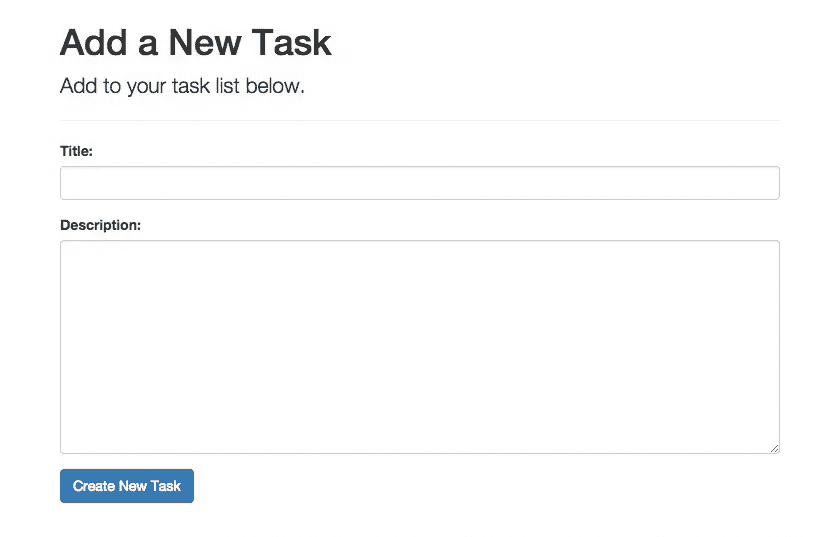 Add a New Task
Add to your task list below.
Title:
Description:
Create New Task